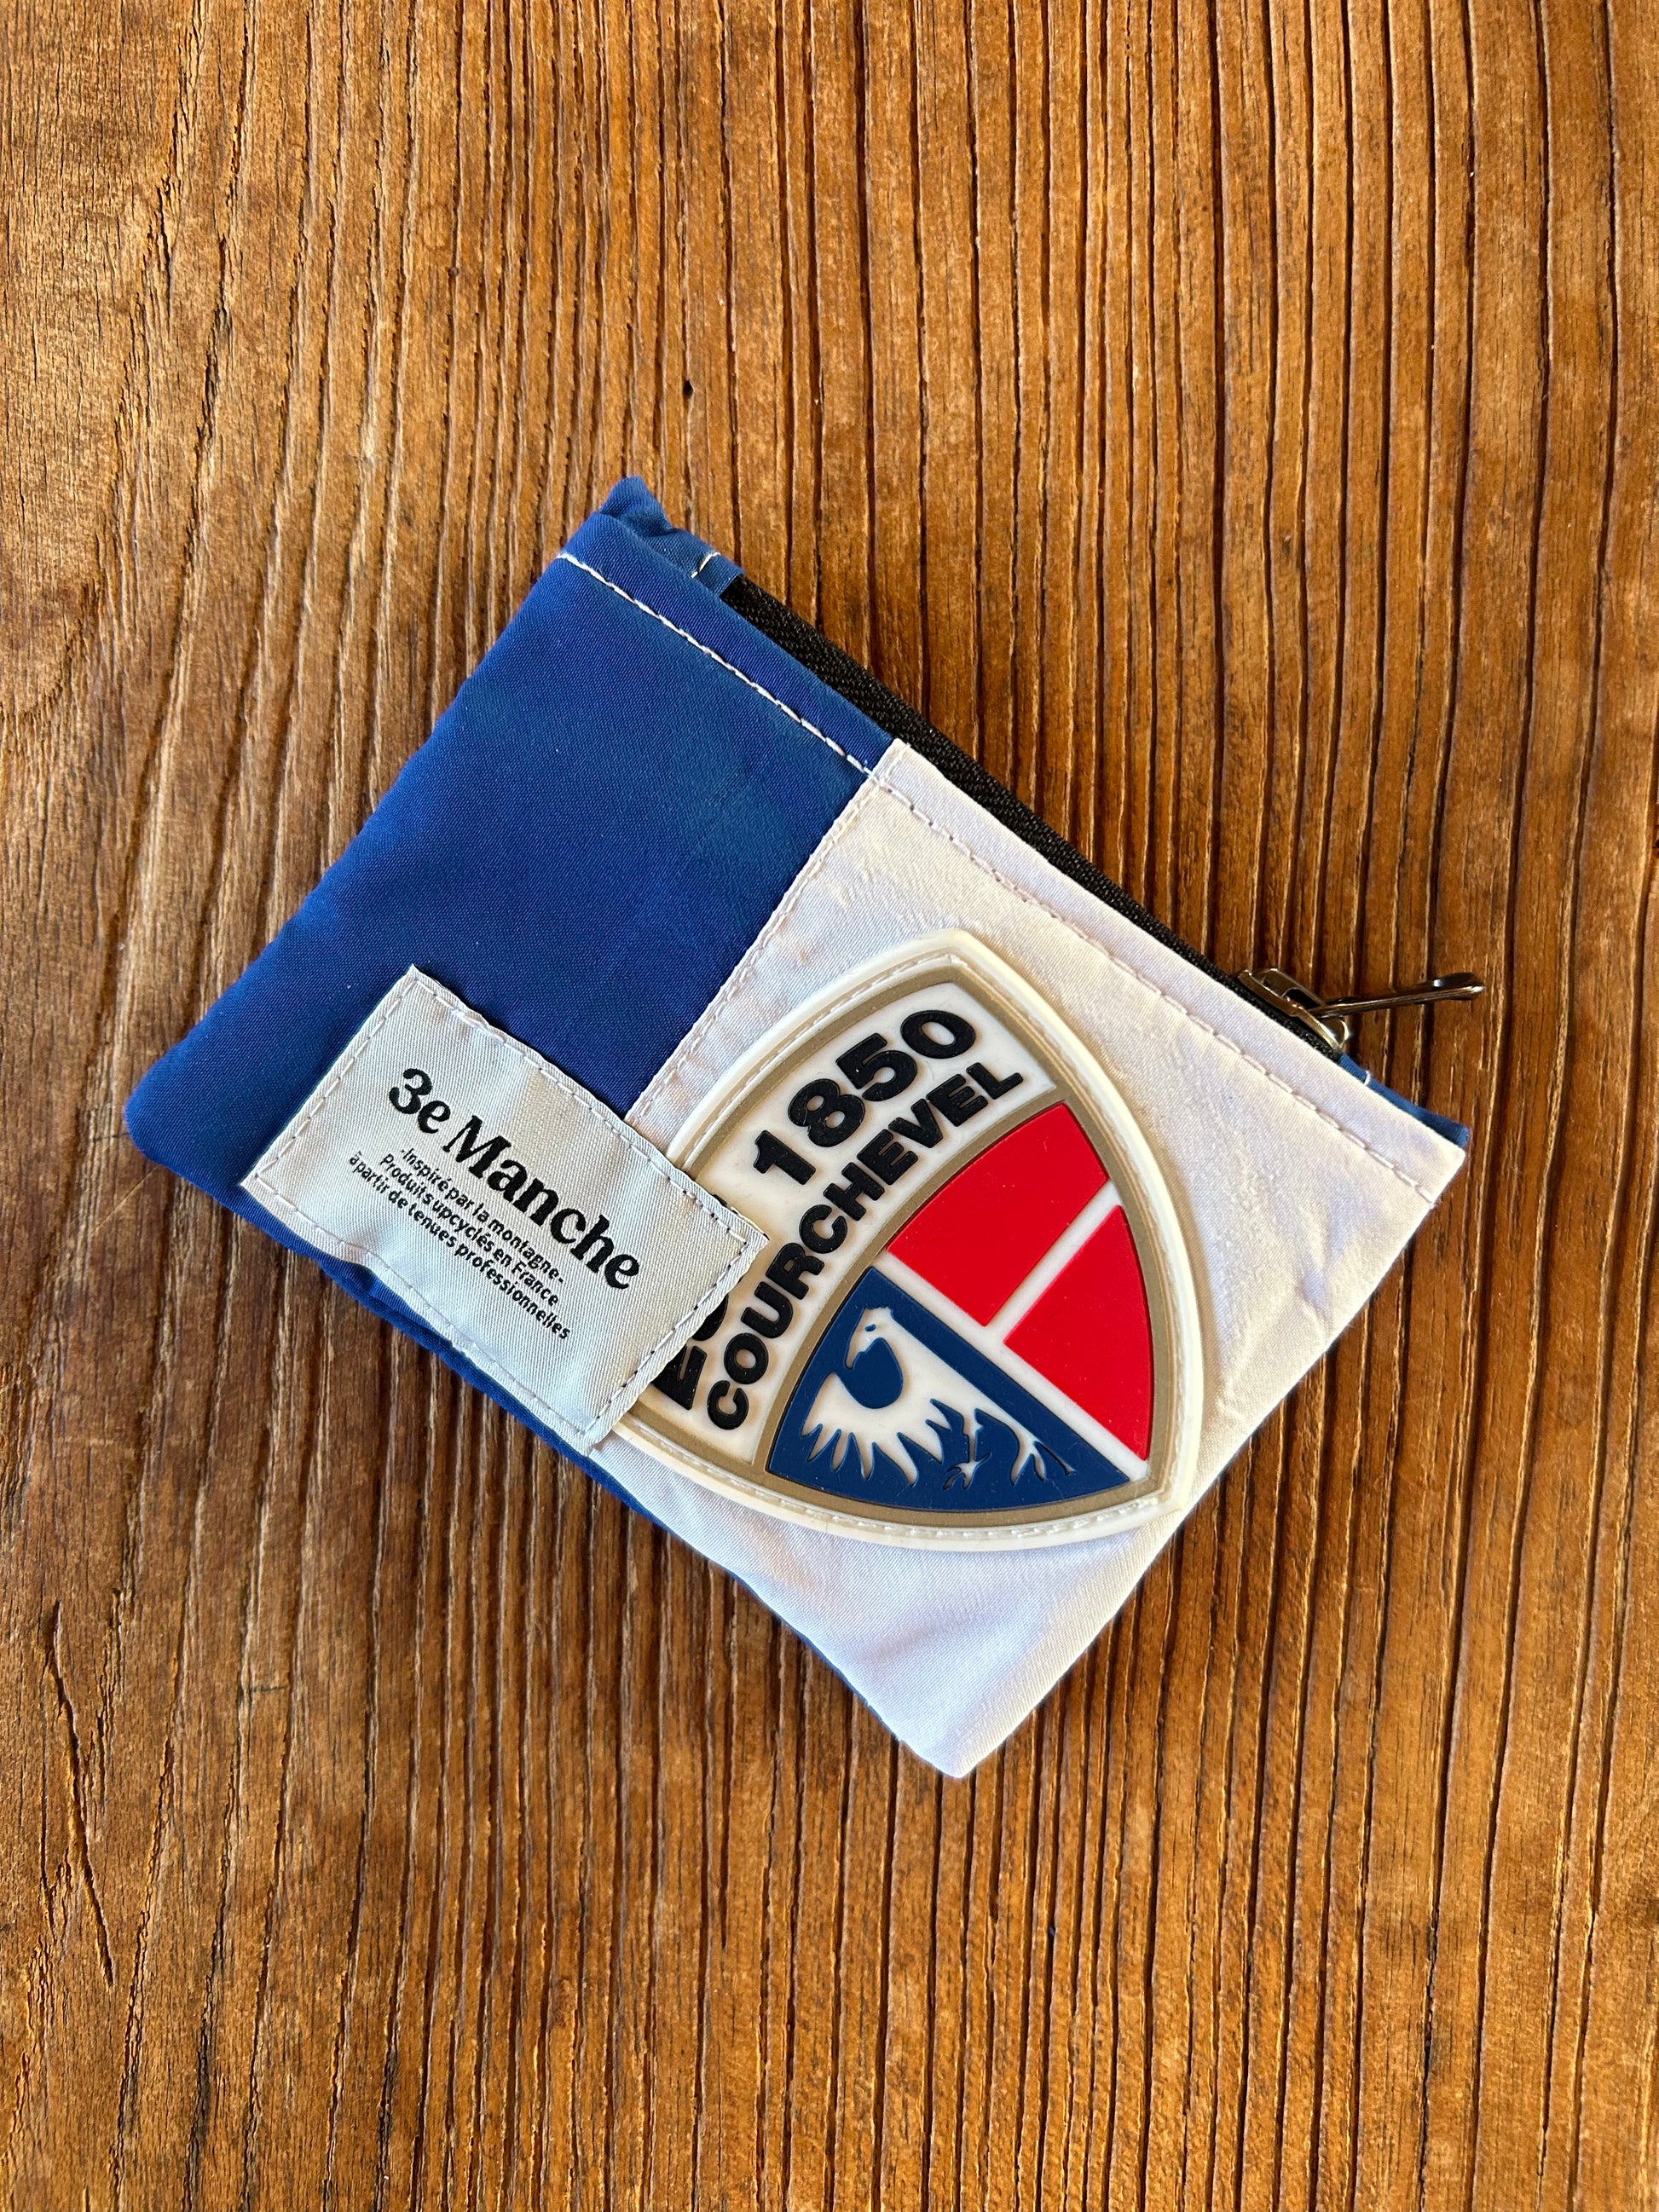 3e Manche
-Inspiré par la montagne-
Produits upcyclés en France
à partir de tenues professionnelles
1850
COURCHEVEL